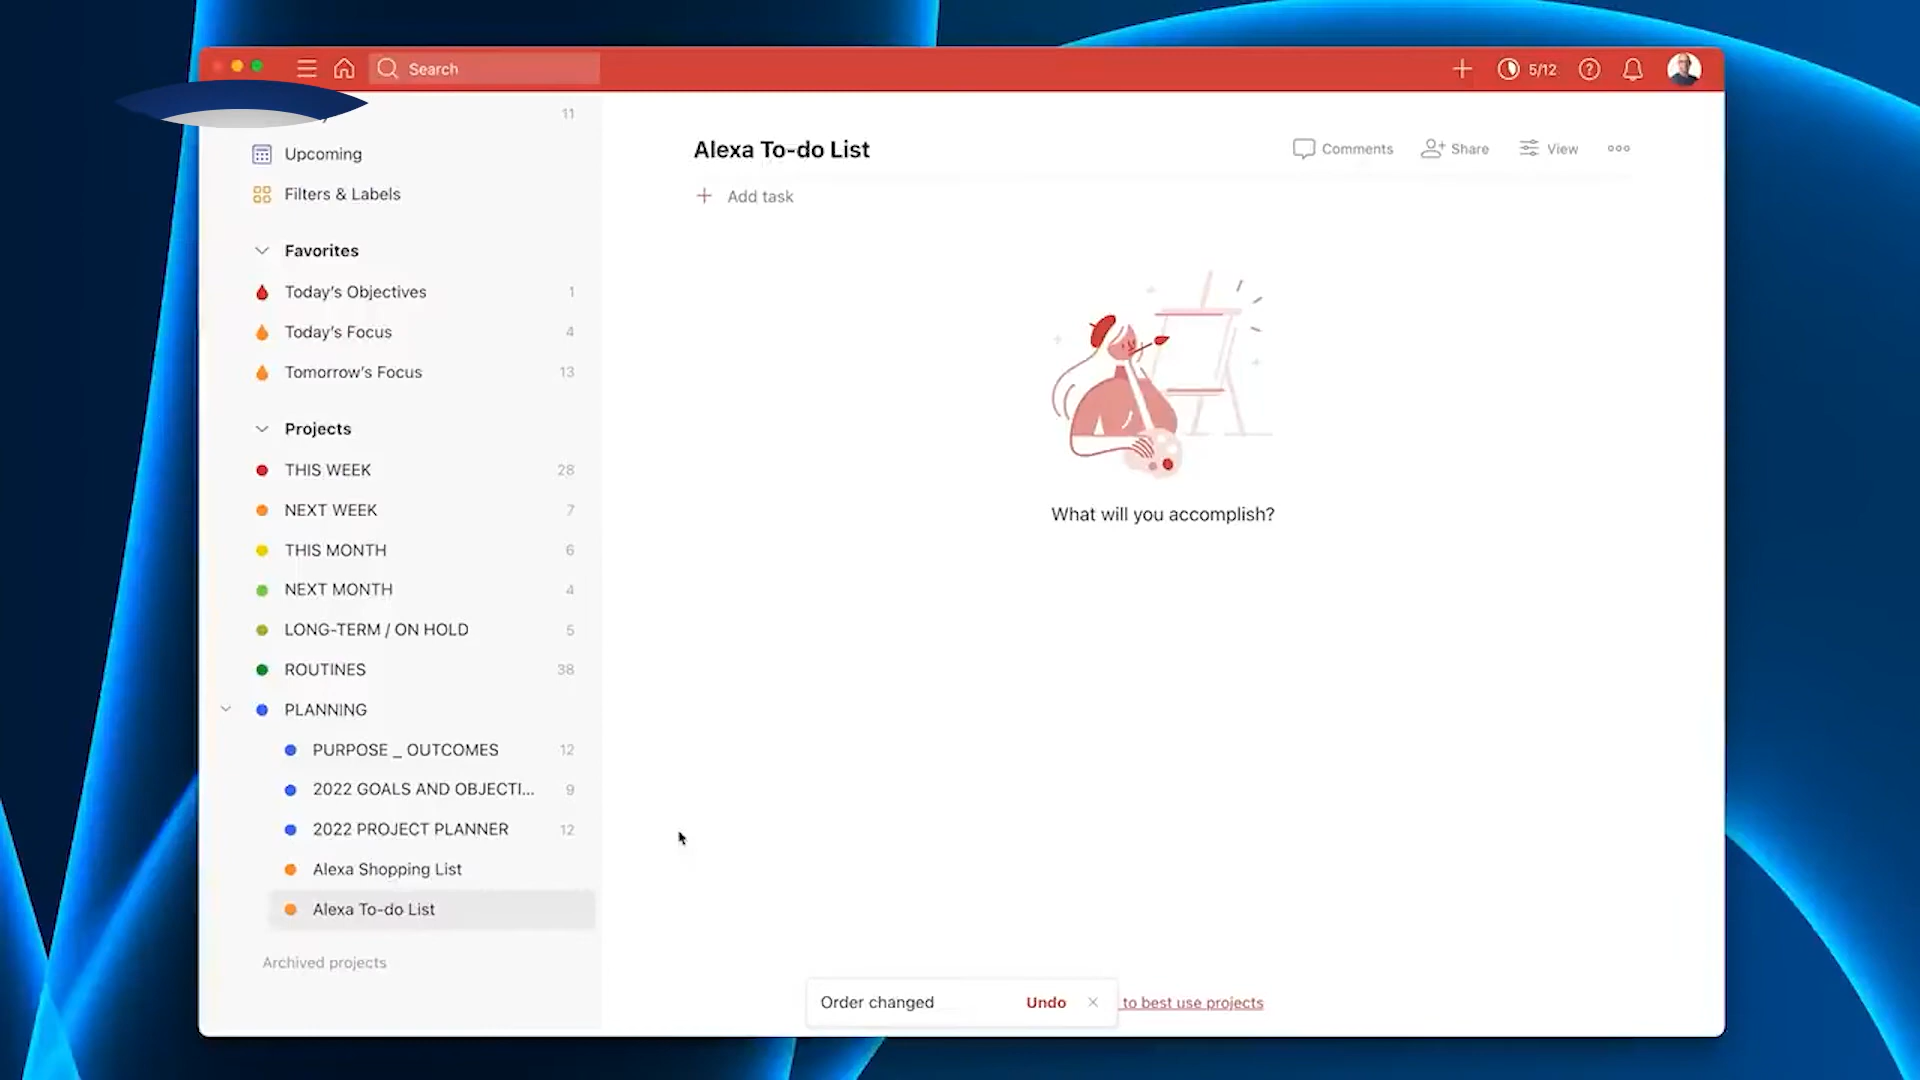 Search
5/12
11
Upcoming
Filters & Labels
Favorites
Today's Objectives 1
Today's Focus 4
Tomorrow's Focus 13
Projects
THIS WEEK 28
NEXT WEEK 7
THIS MONTH 6
NEXT MONTH 4
LONG-TERM / ON HOLD 5
ROUTINES 38
PLANNING
PURPOSE _ OUTCOMES 12
2022 GOALS AND OBJECTI... 9
2022 PROJECT PLANNER 12
Alexa Shopping List
Alexa To-do List
Archived projects
Alexa To-do List
Comments
Share
View
Add task
What will you accomplish?
Order changed
Undo
to best use projects